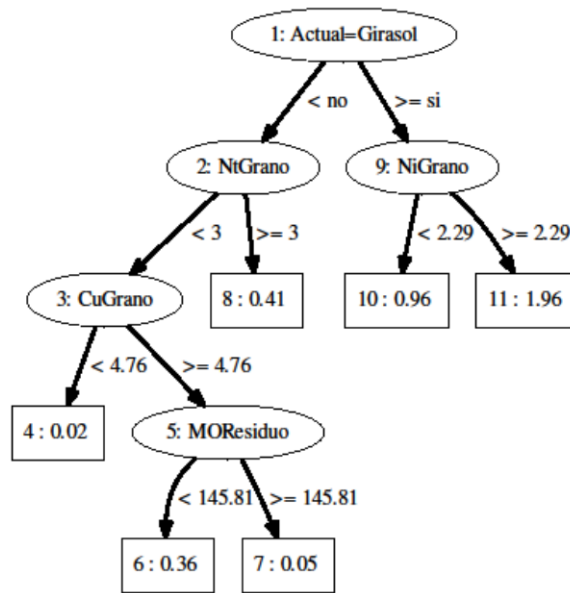 1: Actual=Girasol
< no
>= si
2: NtGrano
9: NiGrano
< 3
>= 3
< 2.29
>= 2.29
3: CuGrano
8 : 0.41
10 : 0.96
11 : 1.96
< 4.76
>= 4.76
4 : 0.02
5: MOResiduo
< 145.81
>= 145.81
6 : 0.36
7 : 0.05